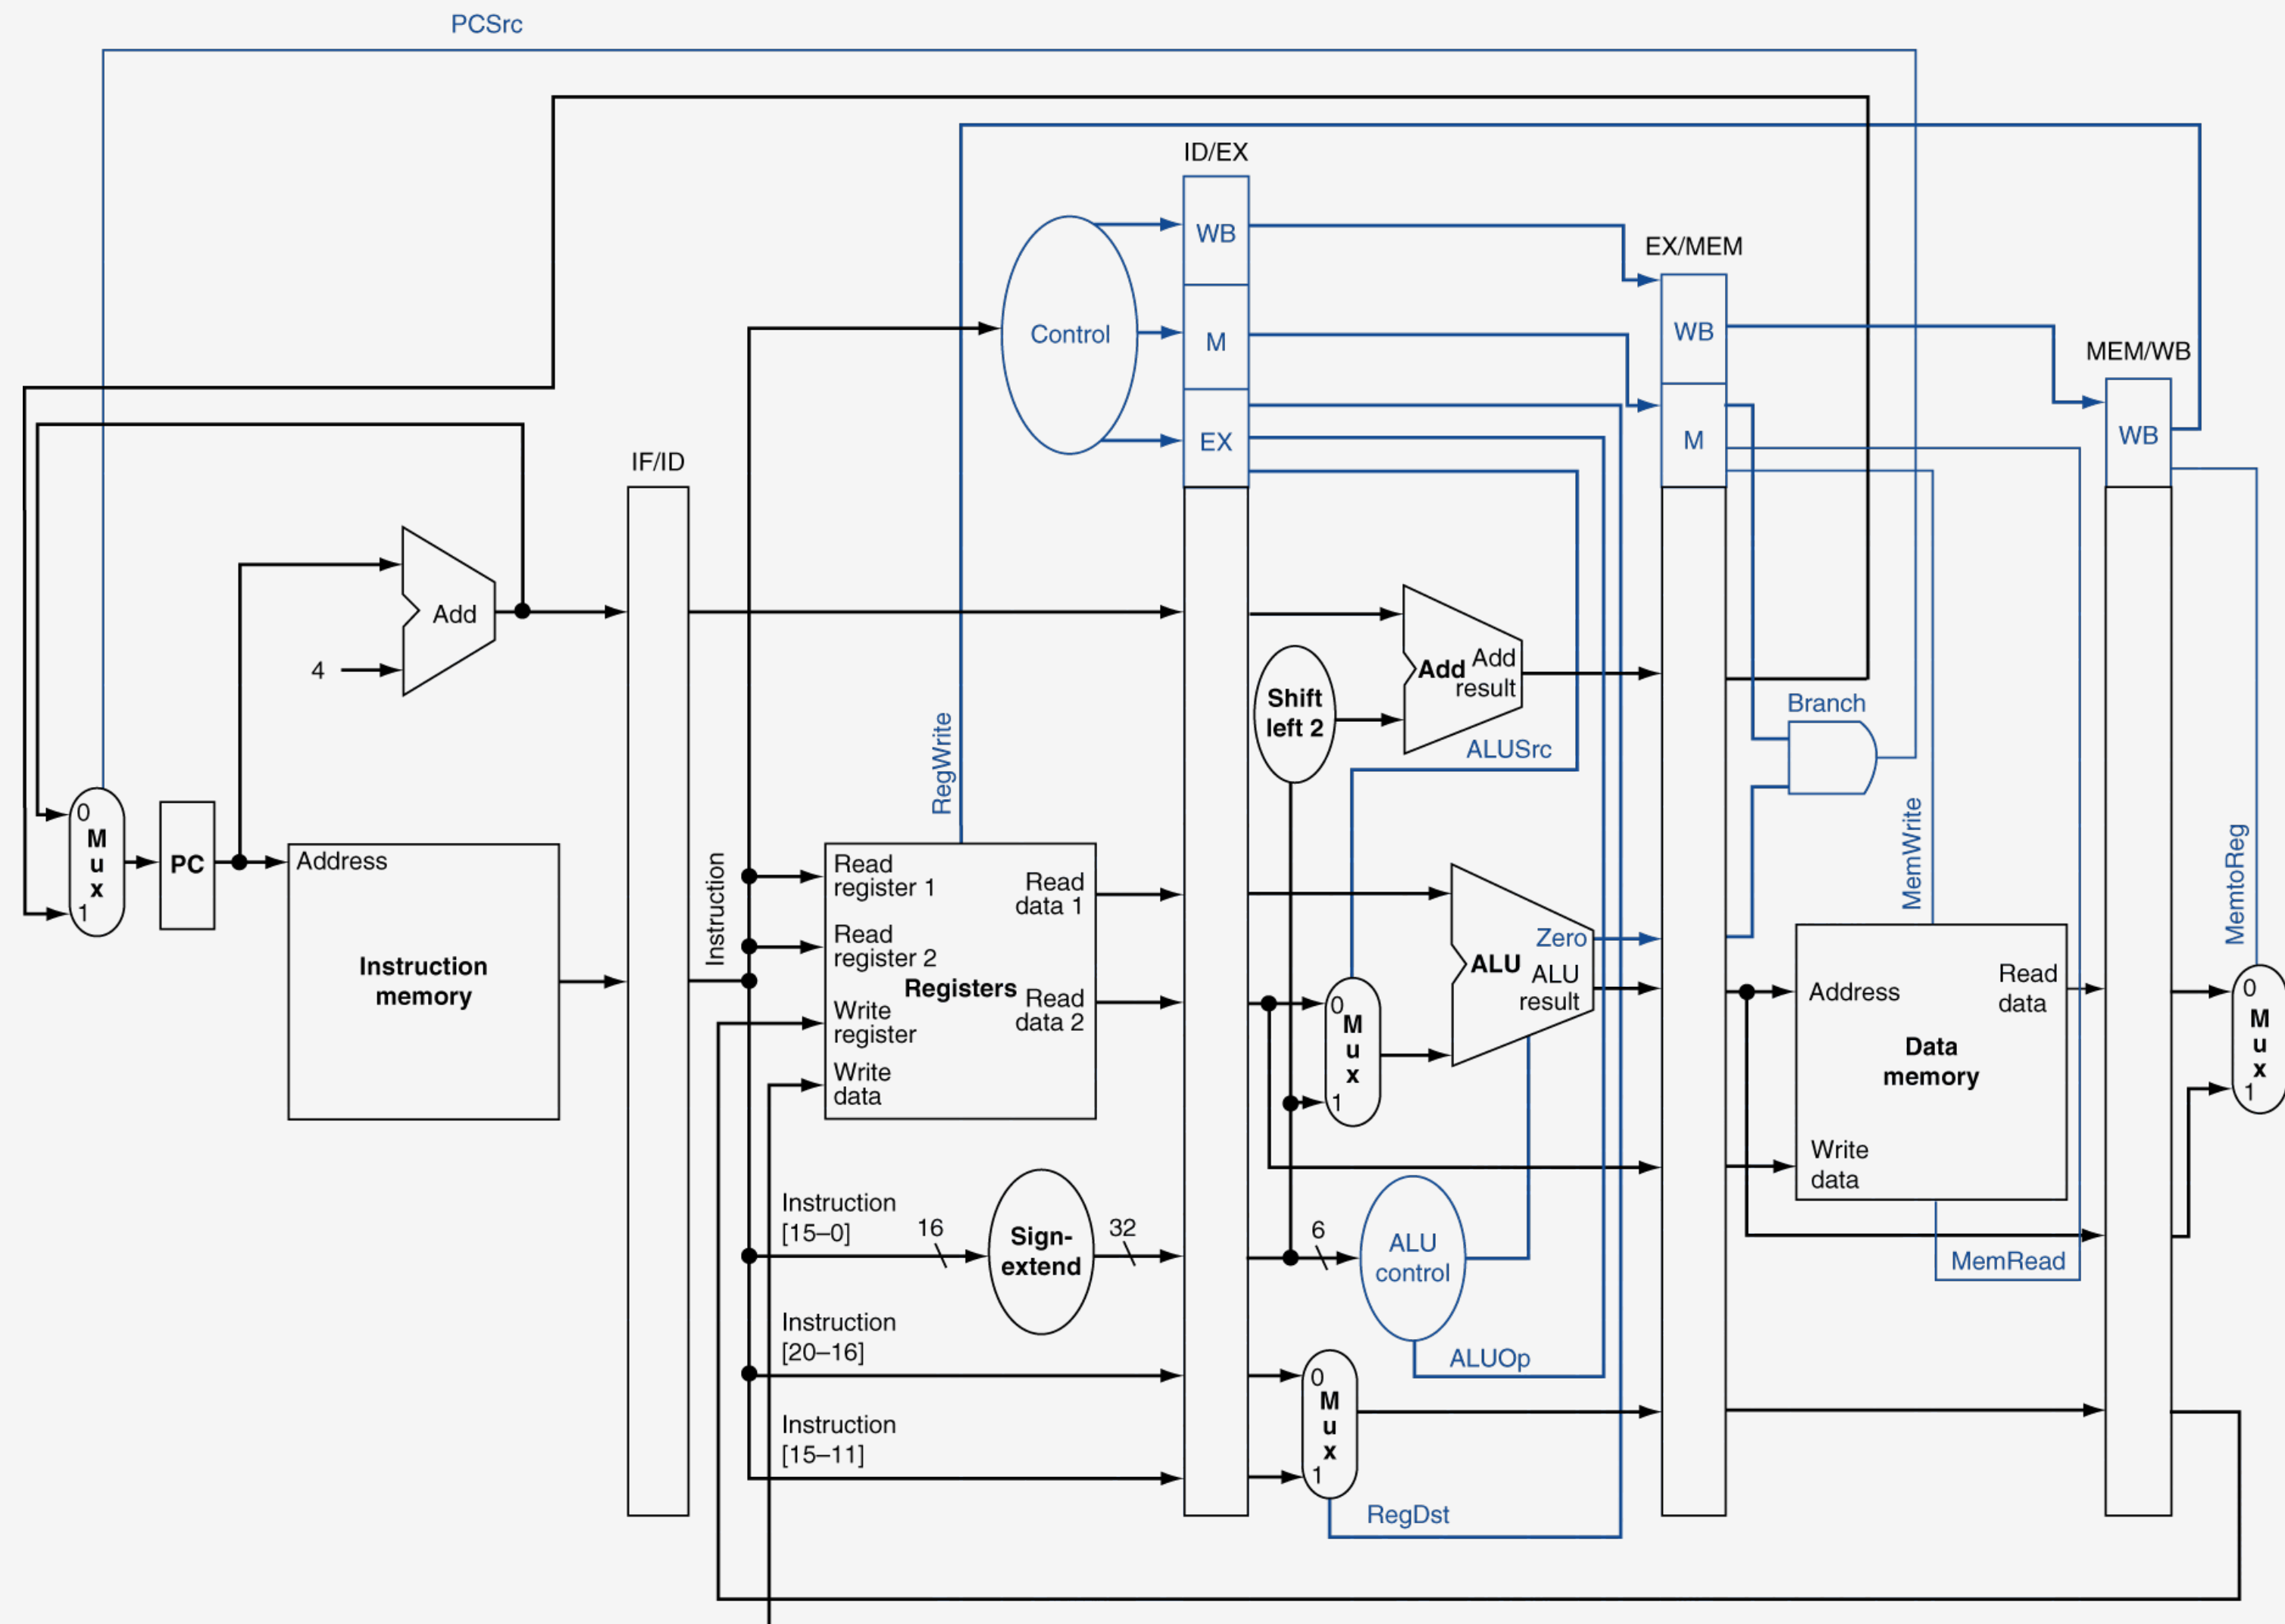 PCSrc
ID/EX
WB
EX/MEM
Control
M
WB
MEM/WB
EX
M
WB
IF/ID
Add
4
Add
Add
result
Shift
left 2
ALUSrc
Branch
RegWrite
MemWrite
MemtoReg
0
M
u
x
1
PC
Address
Instruction
memory
Instruction
Read
register 1
Read
register 2
Write
register
Write
data
Registers
Read
data 1
Read
data 2
0
M
u
x
1
Zero
ALU
ALU
result
Address
Read
data
Data
memory
Write
data
0
M
u
x
1
Instruction
[15–0]
16
Sign-
extend
32
6
ALU
control
MemRead
Instruction
[20–16]
ALUOp
0
M
u
x
1
Instruction
[15–11]
RegDst